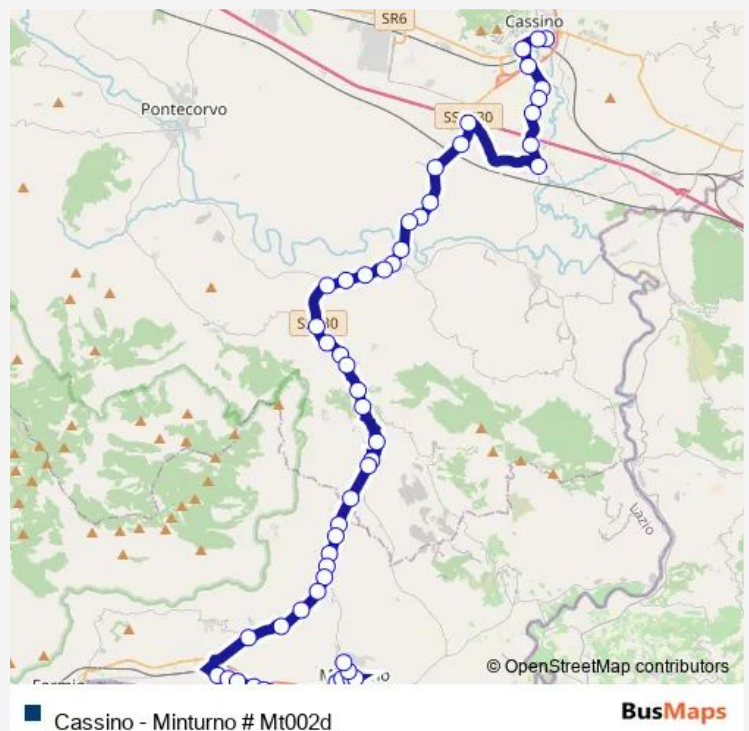 SR6
Cassino
Pontecorvo
Lazio
© OpenStreetMap contributors
Cassino - Minturno # Mt002d
BusMaps